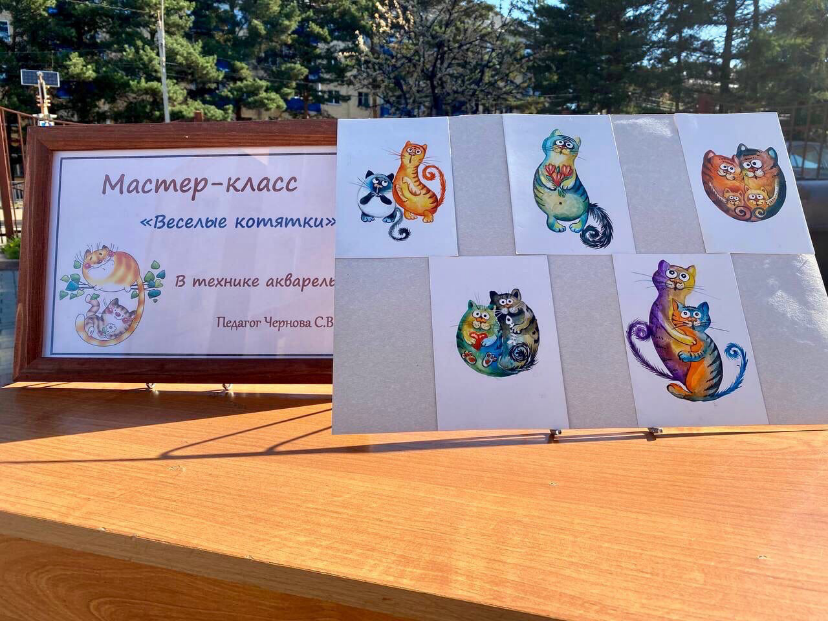 Мастер-класс
«Веселые котятки»
В технике акварель
Педагог Чернова С.В